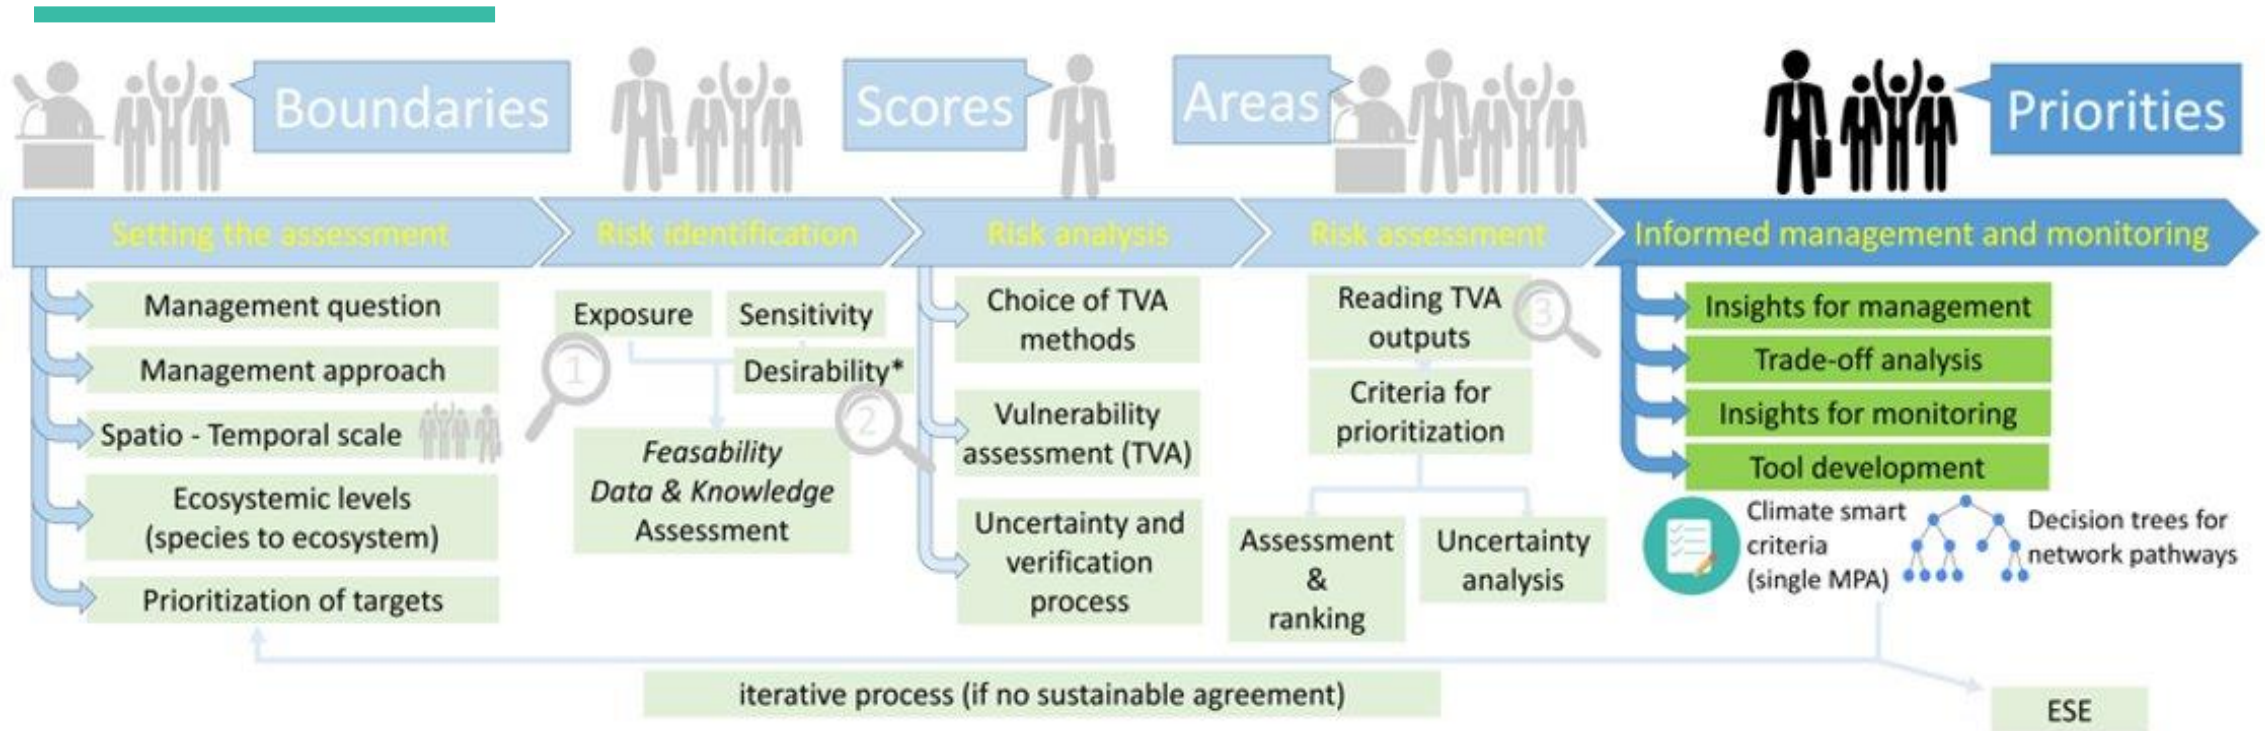 Boundaries
Scores
Areas
Priorities
Setting the assessment
Risk identification
Risk analysis
Risk assessment
Informed management and monitoring
Management question
Management approach
Spatio - Temporal scale
Ecosystemic levels
(species to ecosystem)
Prioritization of targets
Exposure
Sensitivity
Desirability*
1
2
Feasability
Data & Knowledge
Assessment
Choice of TVA
methods
Vulnerability
assessment (TVA)
Uncertainty and
verification
process
Reading TVA
outputs
3
Criteria for
prioritization
Assessment
&
ranking
Uncertainty
analysis
Insights for management
Trade-off analysis
Insights for monitoring
Tool development
Climate smart
criteria
(single MPA)
Decision trees for
network pathways
iterative process (if no sustainable agreement)
ESE